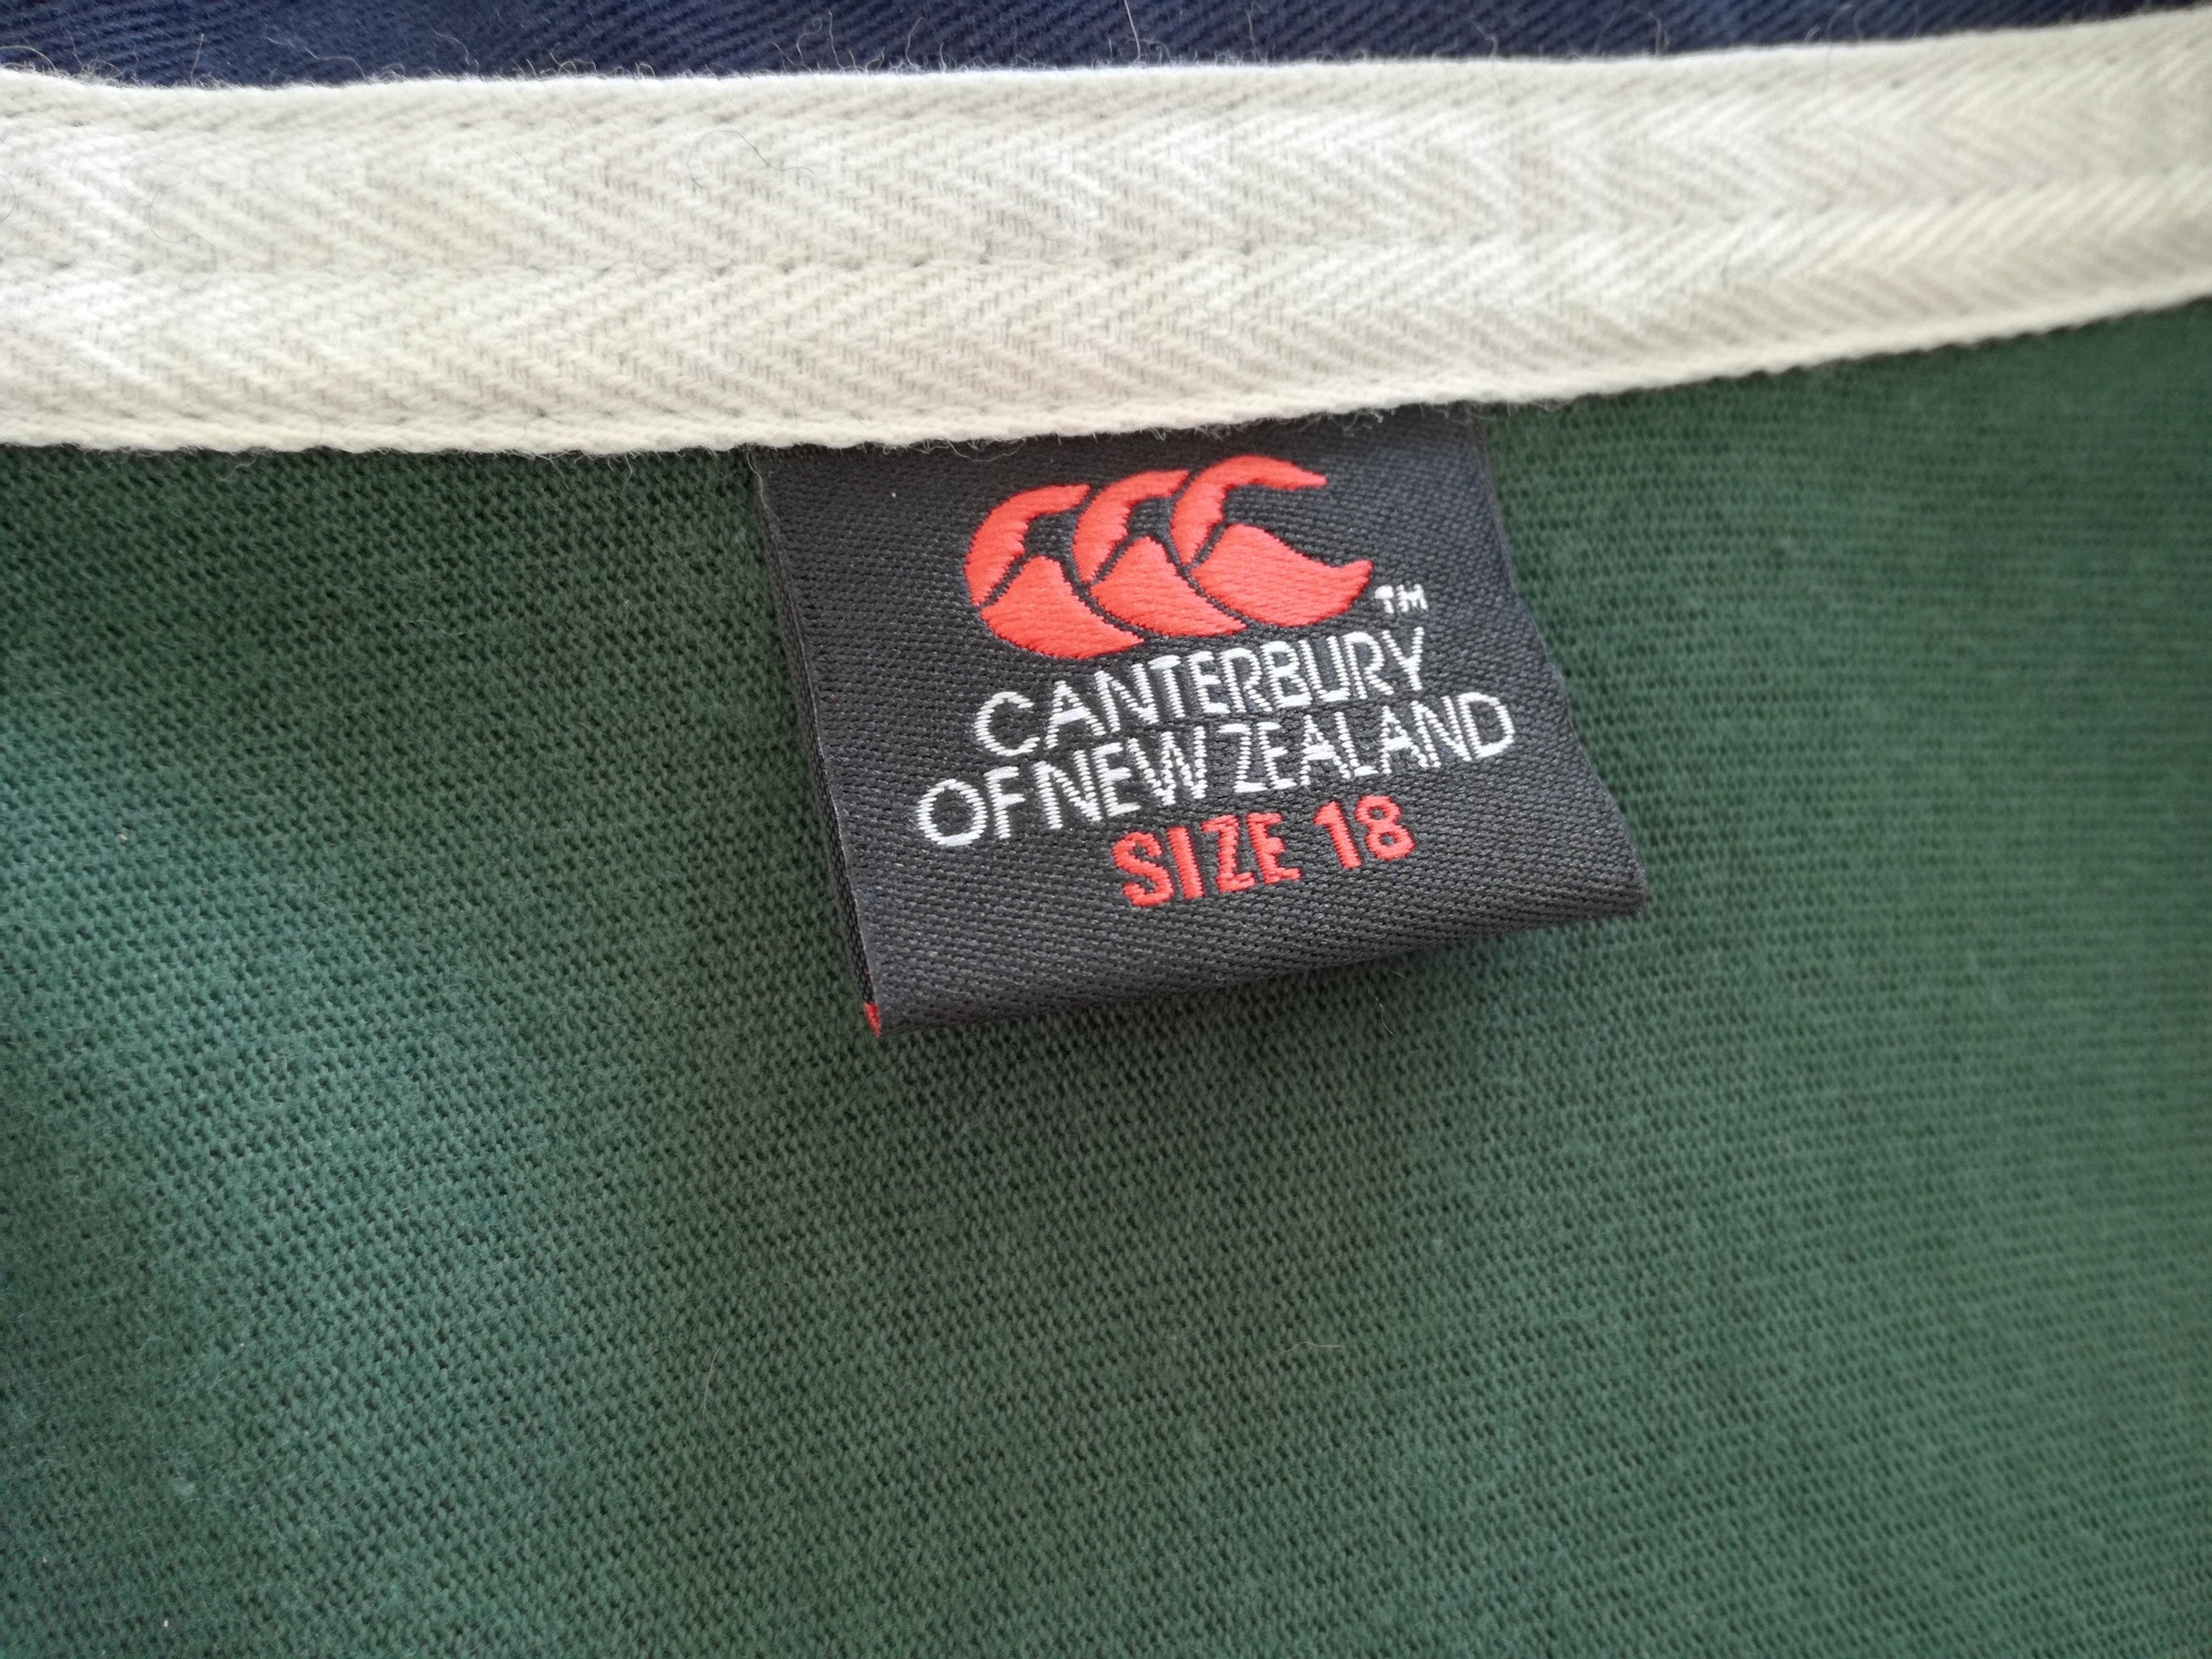 TM
CANTERBURY
OF NEW ZEALAND
SIZE 18